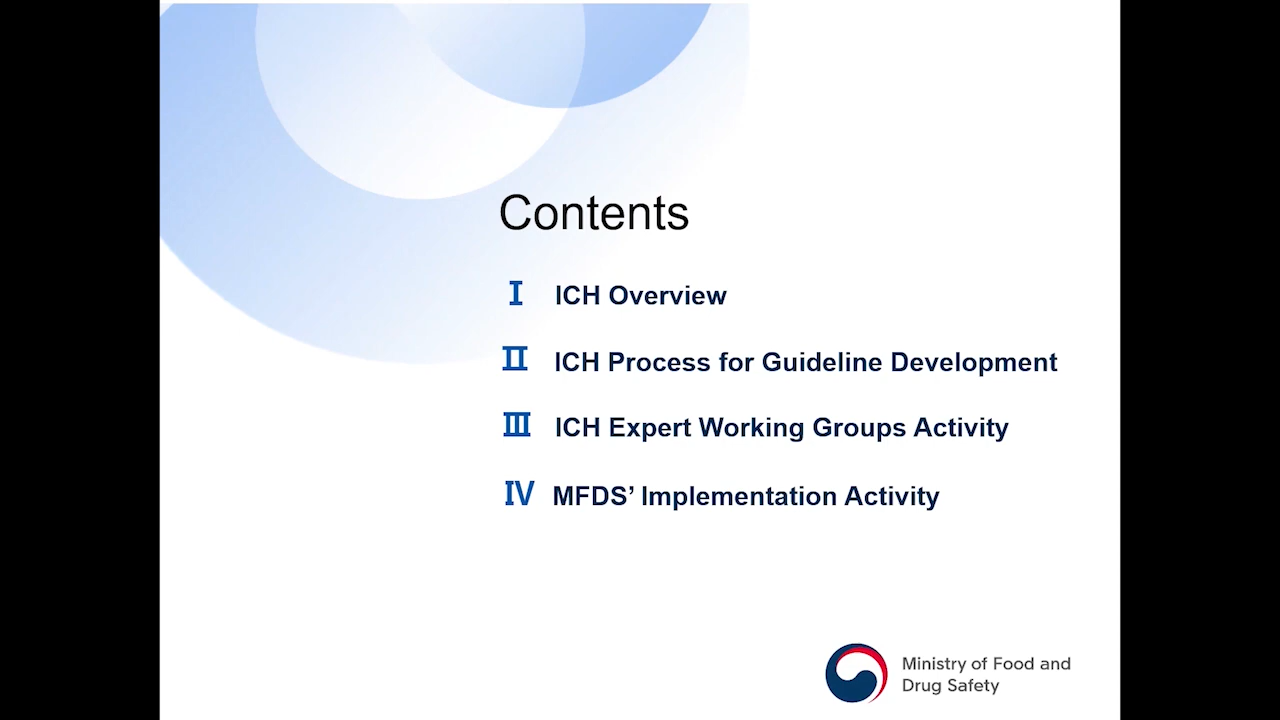 Contents
Ⅰ ICH Overview
Ⅱ ICH Process for Guideline Development
Ⅲ ICH Expert Working Groups Activity
Ⅳ MFDS’ Implementation Activity
Ministry of Food and
Drug Safety